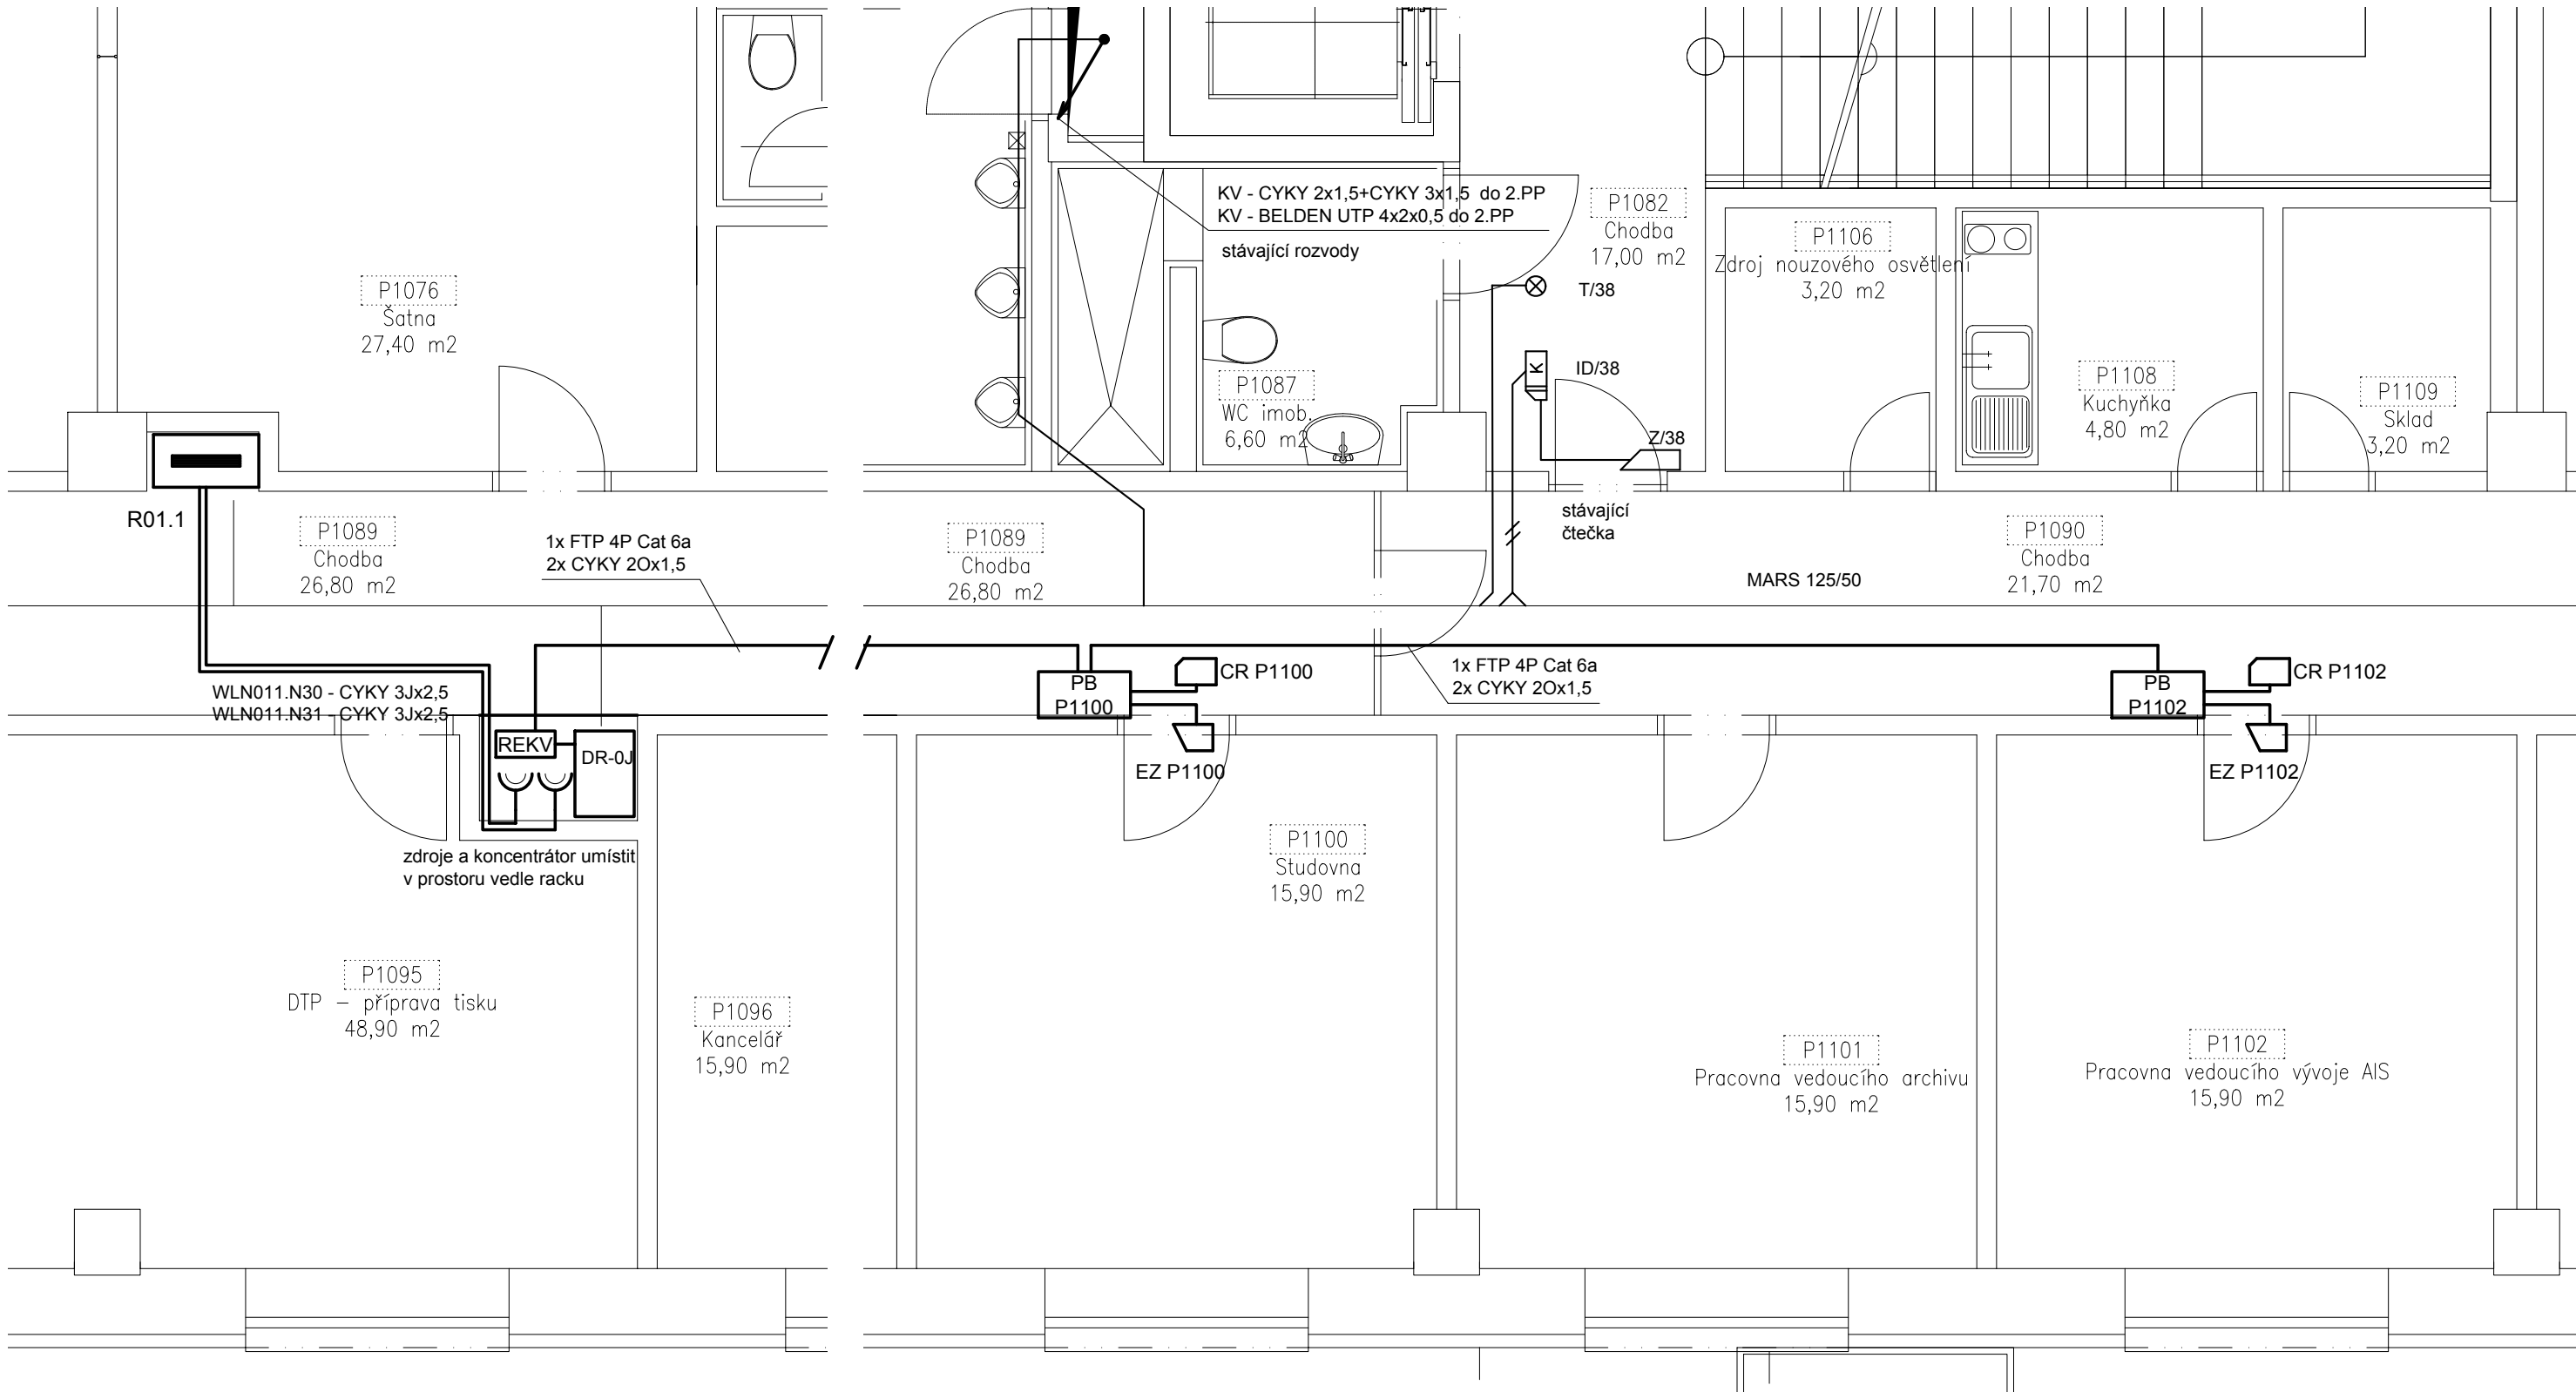 KV - CYKY 2x1,5+CYKY 3x1,5 do 2.PP
KV - BELDEN UTP 4x2x0,5 do 2.PP
stávající rozvody
P1082
Chodba
17,00 m2
P1106
Zdroj nouzového osvětlení
3,20 m2
P1076
Šatna
27,40 m2
T/38
K
ID/38
Z/38
P1087
WC imob.
6,60 m2
P1108
Kuchyňka
4,80 m2
P1109
Sklad
3,20 m2
R01.1
P1089
Chodba
26,80 m2
1x FTP 4P Cat 6a
2x CYKY 2Ox1,5
P1089
Chodba
26,80 m2
stávající
čtečka
P1090
Chodba
21,70 m2
MARS 125/50
WLN011.N30 - CYKY 3Jx2,5
WLN011.N31 - CYKY 3Jx2,5
PB
P1100
CR P1100
1x FTP 4P Cat 6a
2x CYKY 2Ox1,5
PB
P1102
CR P1102
REKV
DR-0J
EZ P1100
EZ P1102
zdroje a koncentrátor umístit
v prostoru vedle racku
P1100
Studovna
15,90 m2
P1095
DTP – příprava tisku
48,90 m2
P1096
Kancelář
15,90 m2
P1101
Pracovna vedoucího archivu
15,90 m2
P1102
Pracovna vedoucího vývoje AIS
15,90 m2